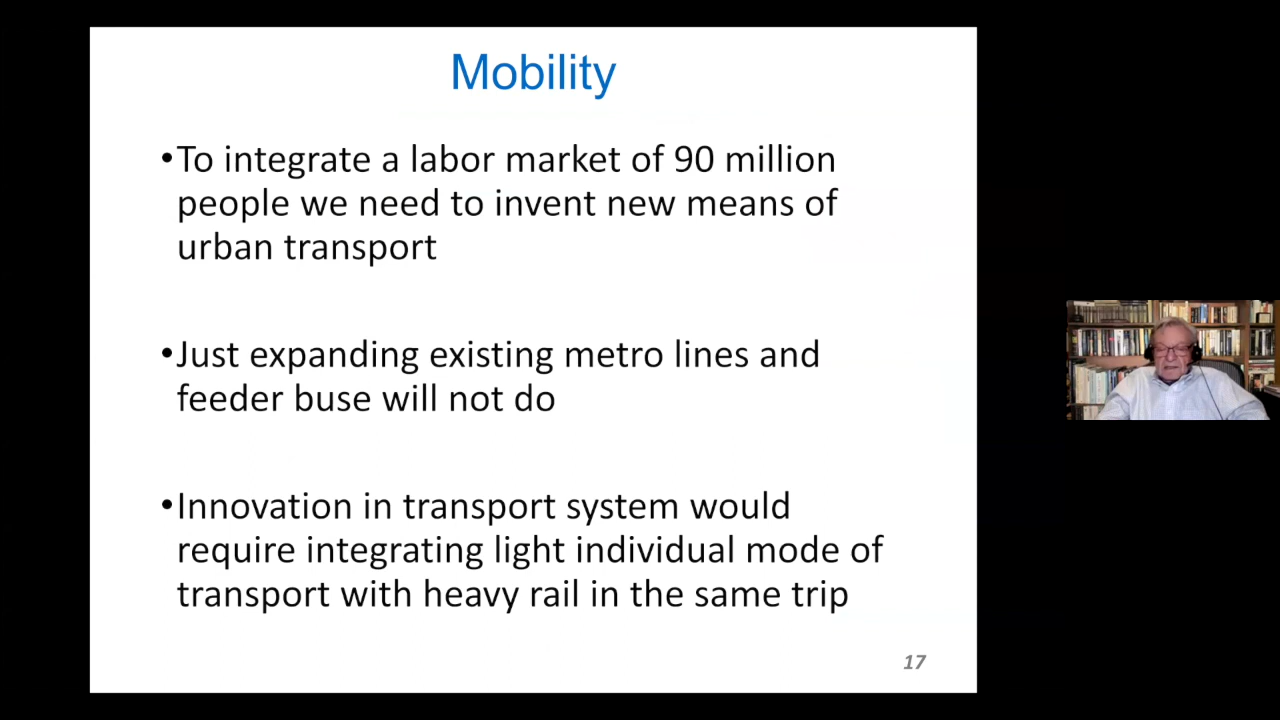 Mobility
•To integrate a labor market of 90 million
people we need to invent new means of
urban transport
•Just expanding existing metro lines and
feeder buse will not do
•Innovation in transport system would
require integrating light individual mode of
transport with heavy rail in the same trip
17